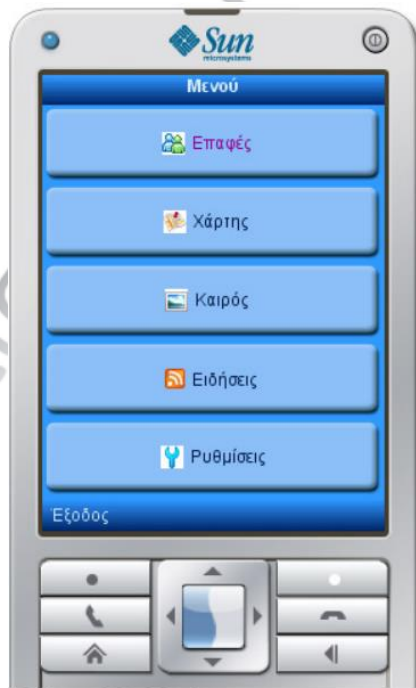 Sun
microsystems
Μενού
Επαφές
Χάρτης
Καιρός
Ειδήσεις
Ρυθμίσεις
Έξοδος